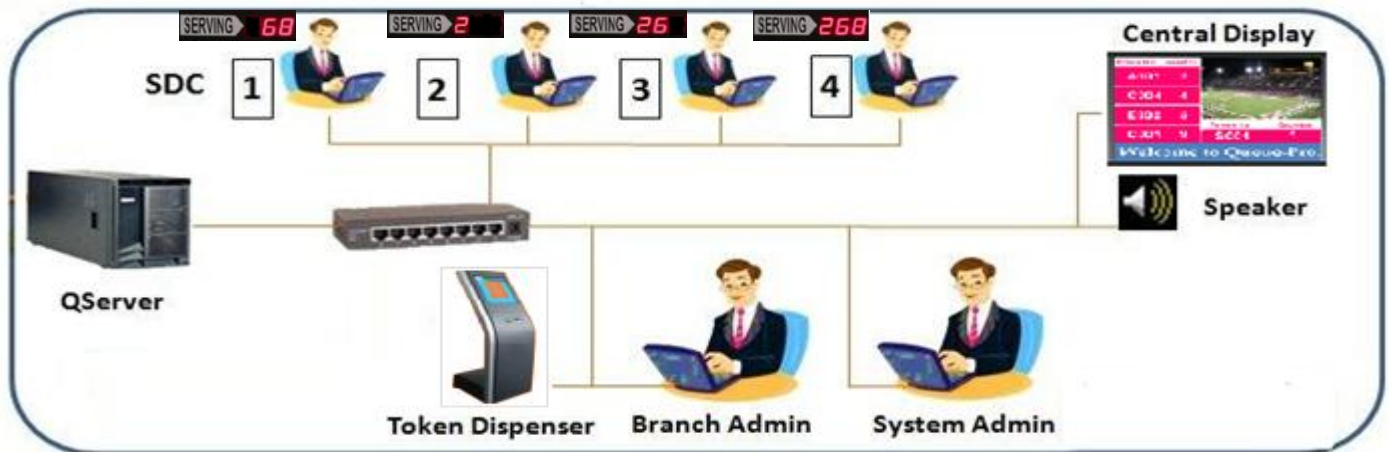 SERVING 68
SERVING 2
SERVING 26
SERVING 268
SDC
1
2
3
4
Central Display
Welcome to Queue-Pro.
Speaker
QServer
Token Dispenser
Branch Admin
System Admin